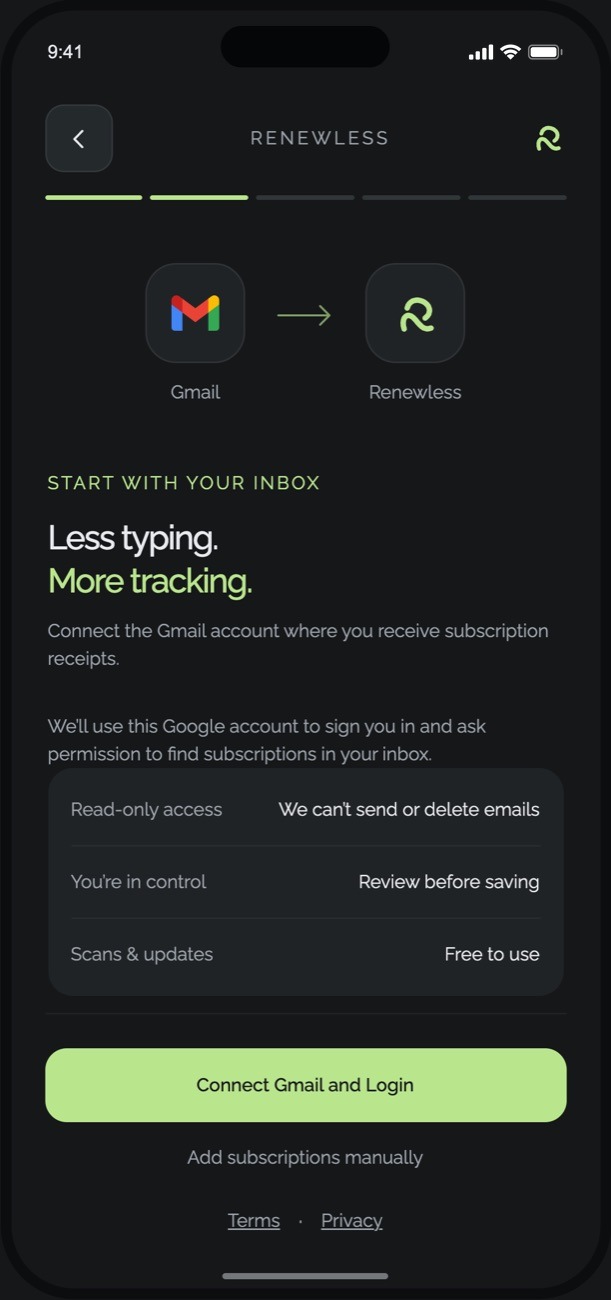 9:41
RENEWLESS
Gmail
Renewless
START WITH YOUR INBOX
Less typing.
More tracking.
Connect the Gmail account where you receive subscription
receipts.
We'll use this Google account to sign you in and ask
permission to find subscriptions in your inbox.
Read-only access We can't send or delete emails
You're in control Review before saving
Scans & updates Free to use
Connect Gmail and Login
Add subscriptions manually
Terms · Privacy